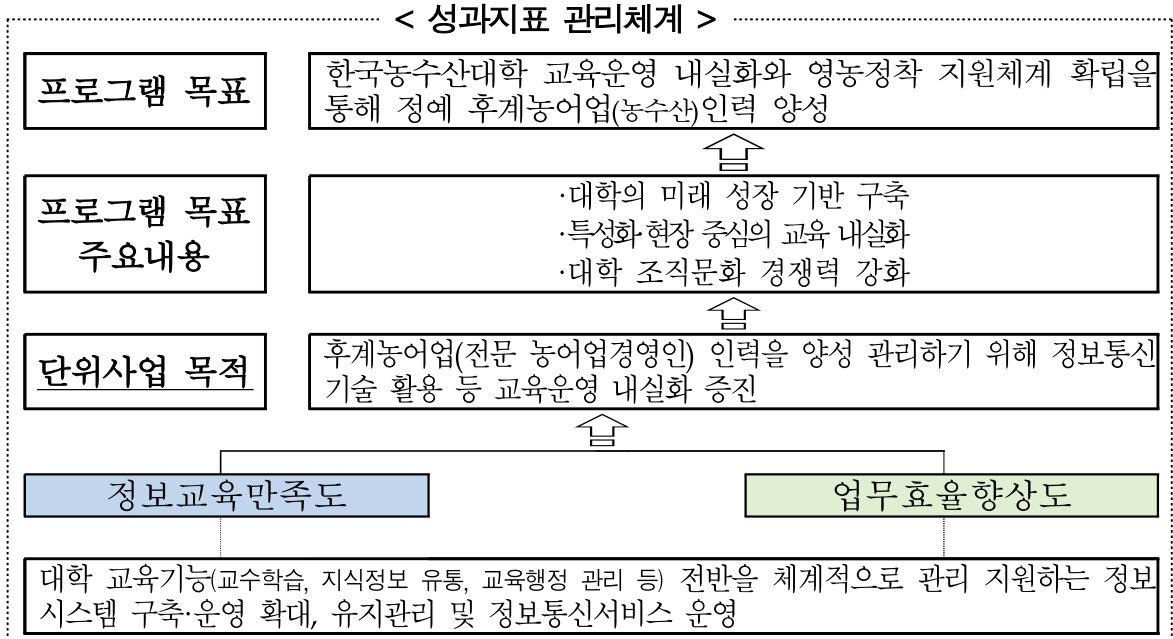 < 성과지표 관리체계 >
프로그램 목표
한국농수산대학 교육운영 내실화와 영농정착 지원체계 확립을
통해 정예 후계농어업(농수산)인력 양성
프로그램 목표
주요내용
·대학의 미래 성장 기반 구축
·특성화·현장 중심의 교육 내실화
·대학 조직문화 경쟁력 강화
단위사업 목적
후계농어업(전문 농어업경영인) 인력을 양성 관리하기 위해 정보통신
기술 활용 등 교육운영 내실화 증진
정보교육만족도
업무효율향상도
대학 교육기능(교수학습, 지식정보 유통, 교육행정 관리 등) 전반을 체계적으로 관리 지원하는 정보
시스템 구축·운영 확대, 유지관리 및 정보통신서비스 운영